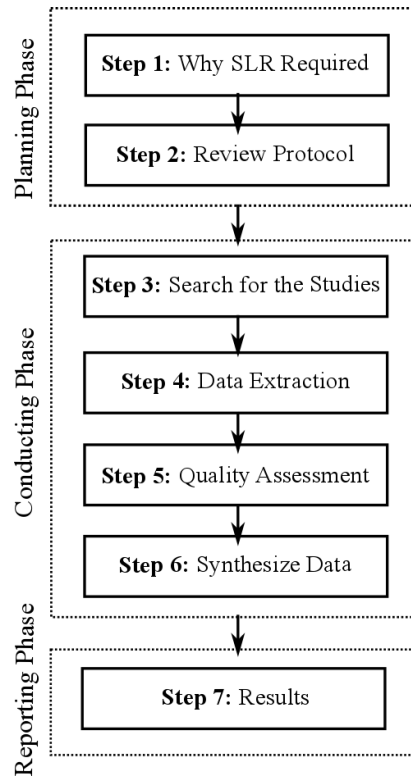 Planning Phase
Step 1: Why SLR Required
Step 2: Review Protocol
Conducting Phase
Step 3: Search for the Studies
Step 4: Data Extraction
Step 5: Quality Assessment
Step 6: Synthesize Data
Reporting Phase
Step 7: Results